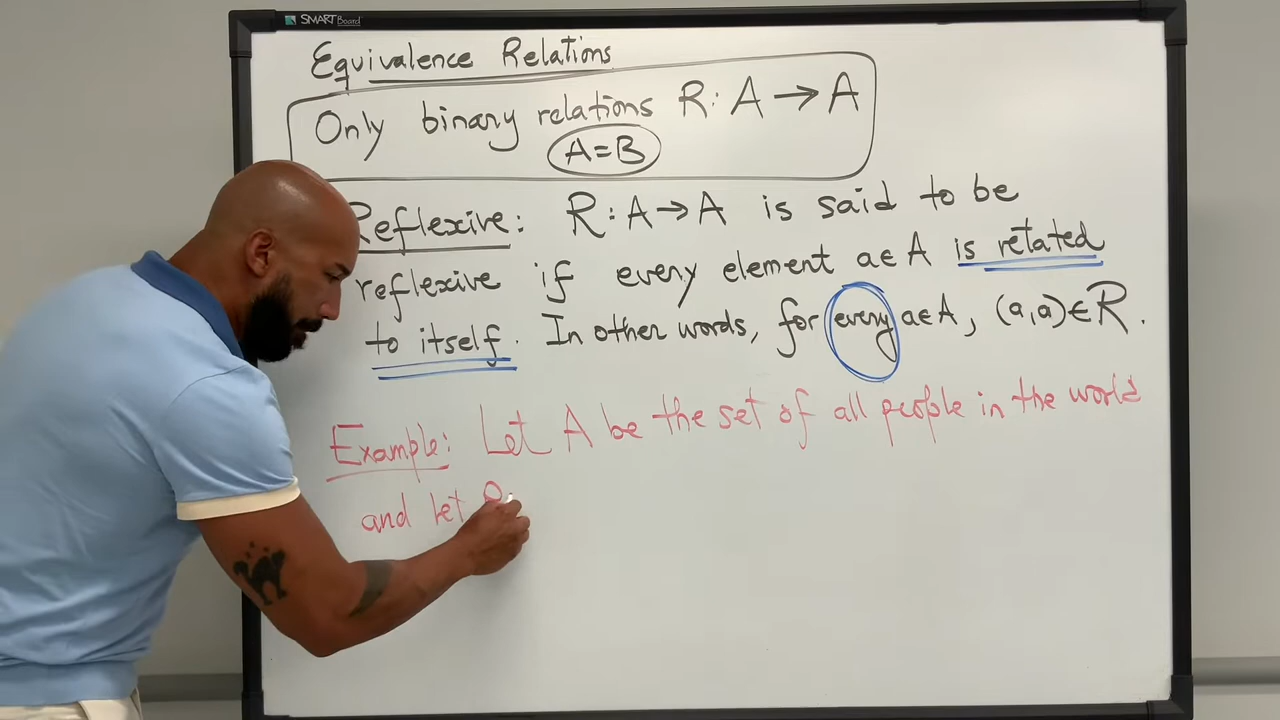 SMART Board
Equivalence Relations
Only binary relations R: A → A
A=B
Reflexive: R: A → A is said to be
reflexive if every element a∈A is related
to itself. In other words, for every a∈A, (a,a)∈R.
Example: Let A be the set of all people in the world
and let